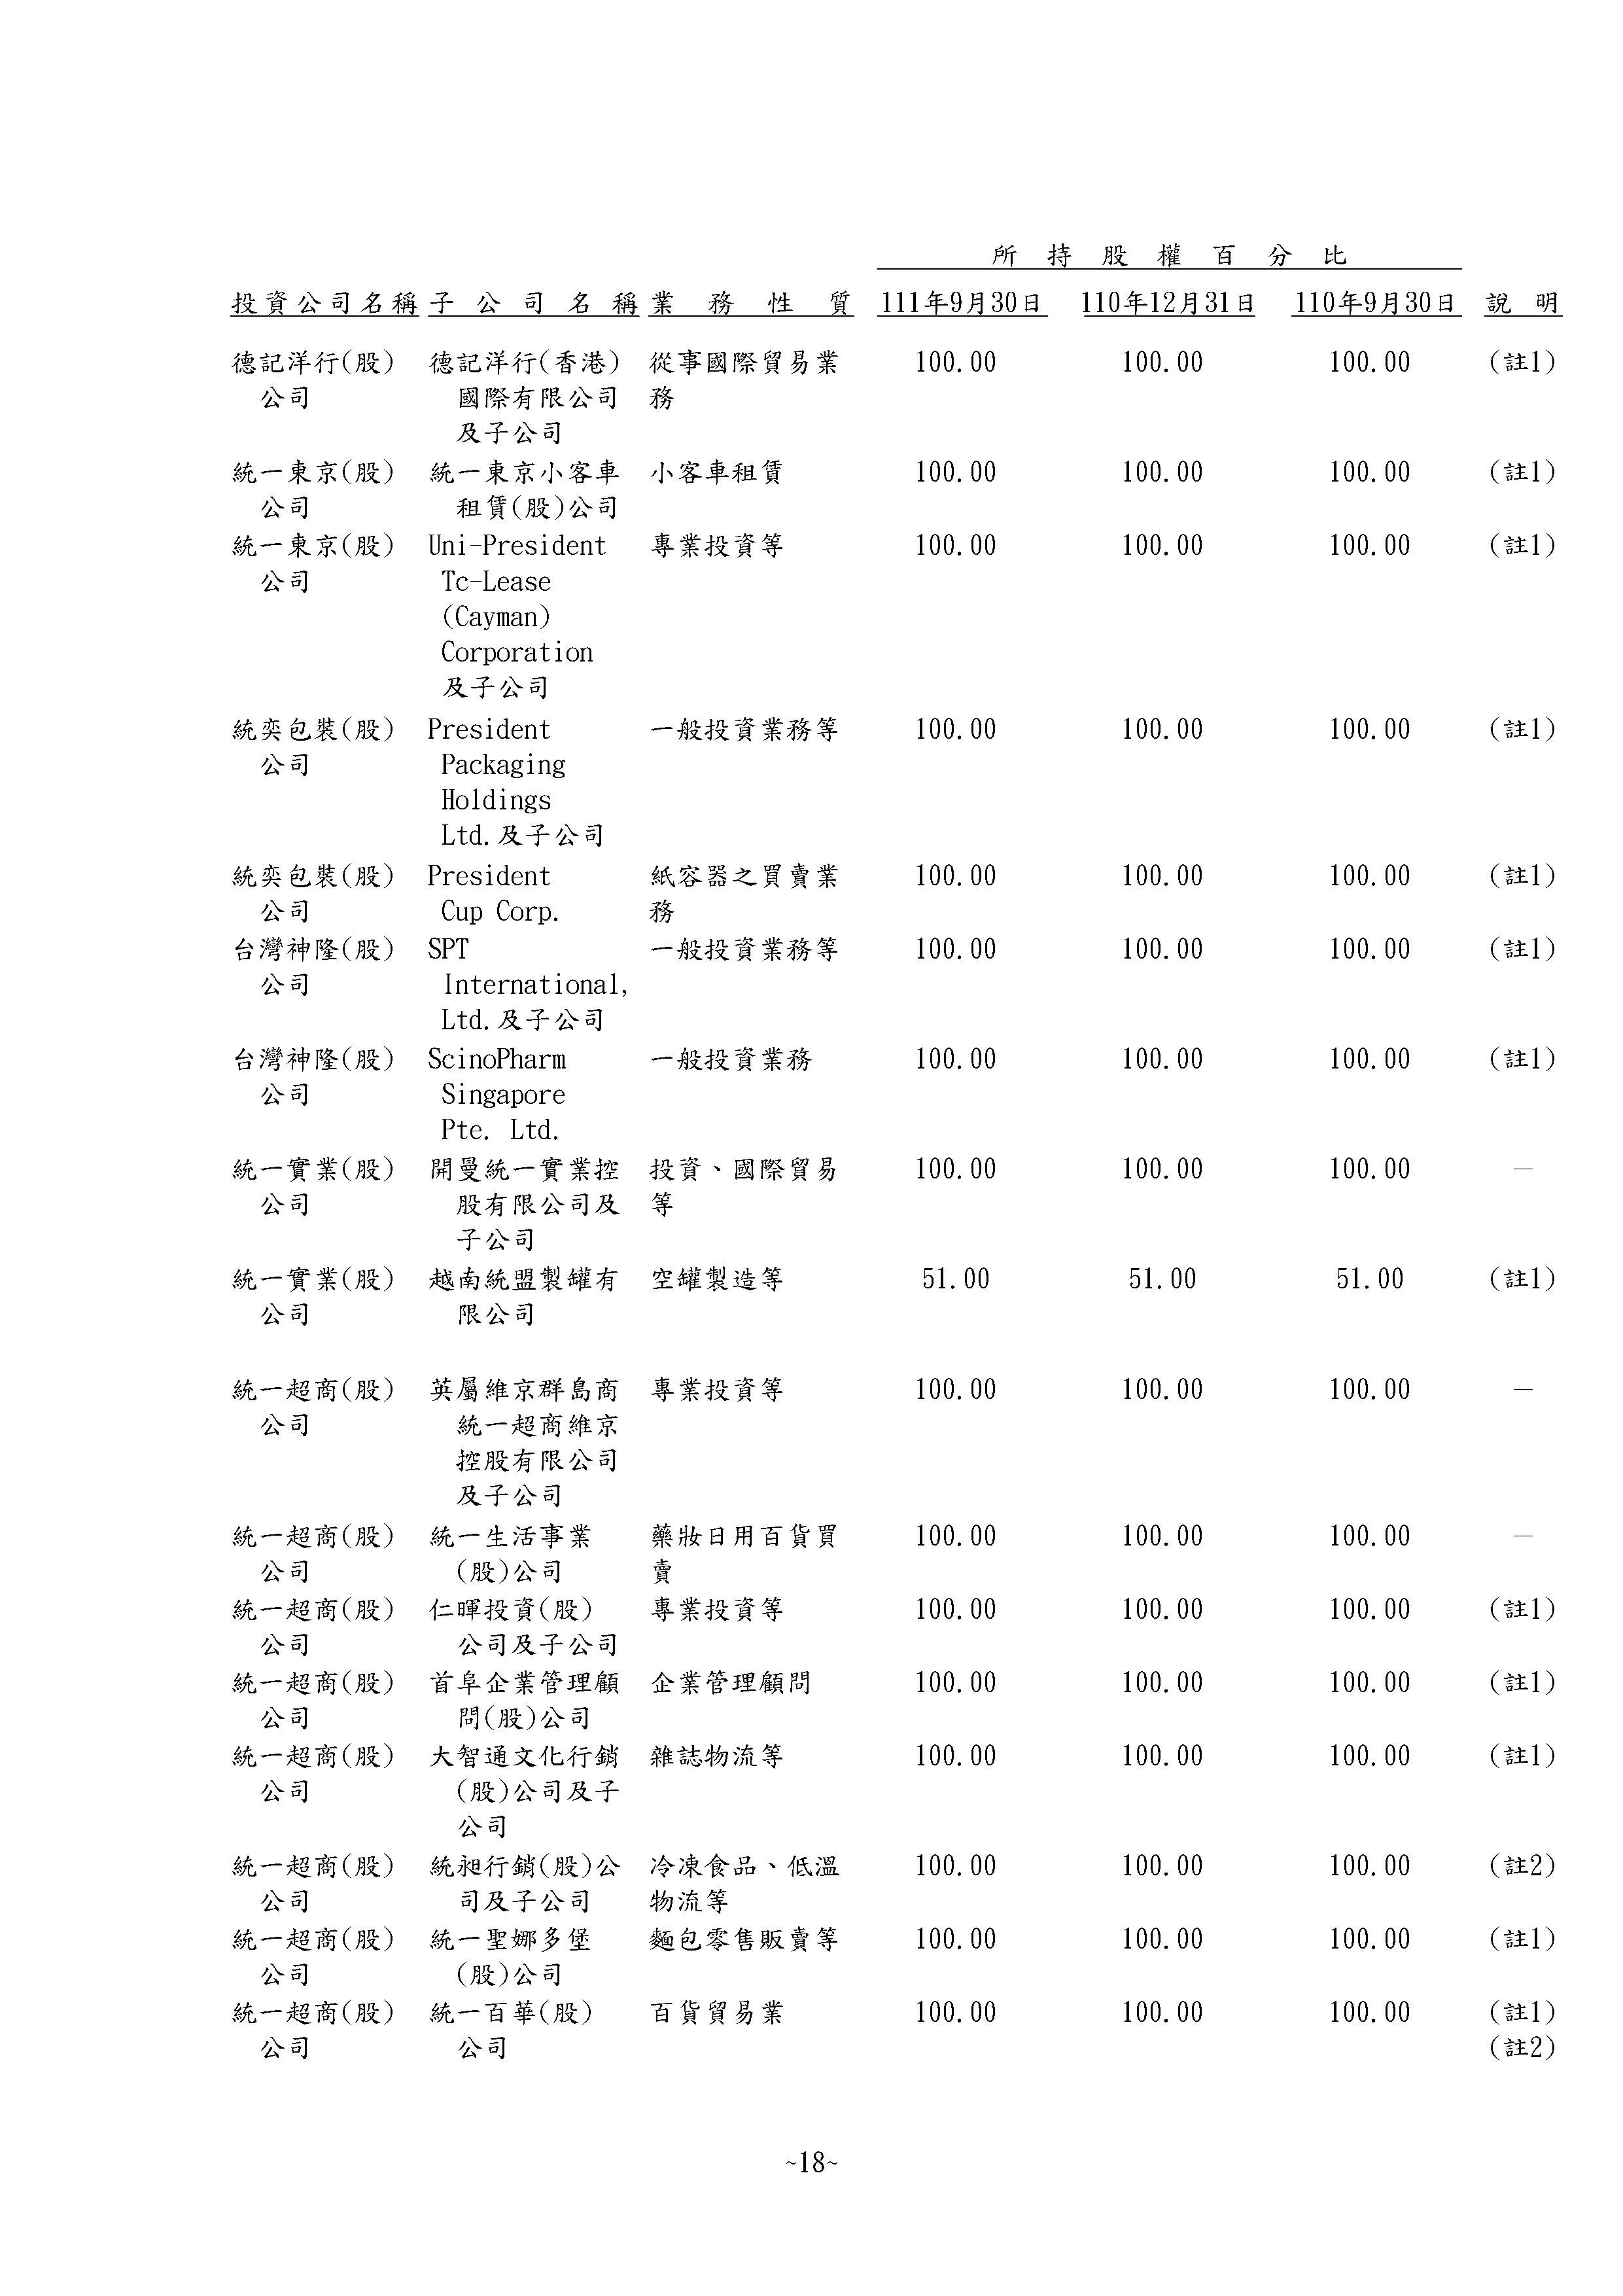 所持股權百分比
投資公司名稱 子公司名稱 業務性質 111年9月30日 110年12月31日 110年9月30日 說明
德記洋行(股) 德記洋行(香港) 從事國際貿易業 100.00 100.00 100.00 (註1)
公司 國際有限公司 務
及子公司
統一東京(股) 統一東京小客車 小客車租賃 100.00 100.00 100.00 (註1)
公司 租賃(股)公司
統一東京(股) Uni-President 專業投資等 100.00 100.00 100.00 (註1)
公司 Tc-Lease
(Cayman)
Corporation
及子公司
統奕包裝(股) President 一般投資業務等 100.00 100.00 100.00 (註1)
公司 Packaging
Holdings
Ltd.及子公司
統奕包裝(股) President 紙容器之買賣業 100.00 100.00 100.00 (註1)
公司 Cup Corp. 務
台灣神隆(股) SPT 一般投資業務等 100.00 100.00 100.00 (註1)
公司 International,
Ltd.及子公司
台灣神隆(股) ScinoPharm 一般投資業務 100.00 100.00 100.00 (註1)
公司 Singapore
Pte. Ltd.
統一實業(股) 開曼統一實業控 投資、國際貿易 100.00 100.00 100.00 －
公司 股有限公司及 等
子公司
統一實業(股) 越南統盟製罐有 空罐製造等 51.00 51.00 51.00 (註1)
公司 限公司
統一超商(股) 英屬維京群島商 專業投資等 100.00 100.00 100.00 －
公司 統一超商維京
控股有限公司
及子公司
統一超商(股) 統一生活事業 藥妝日用百貨買 100.00 100.00 100.00 －
公司 (股)公司 賣
統一超商(股) 仁暉投資(股) 專業投資等 100.00 100.00 100.00 (註1)
公司 公司及子公司
統一超商(股) 首阜企業管理顧 企業管理顧問 100.00 100.00 100.00 (註1)
公司 問(股)公司
統一超商(股) 大智通文化行銷 雜誌物流等 100.00 100.00 100.00 (註1)
公司 (股)公司及子
公司
統一超商(股) 統昶行銷(股)公 冷凍食品、低溫 100.00 100.00 100.00 (註2)
公司 司及子公司 物流等
統一超商(股) 統一聖娜多堡 麵包零售販賣等 100.00 100.00 100.00 (註1)
公司 (股)公司
統一超商(股) 統一百華(股) 百貨貿易業 100.00 100.00 100.00 (註1)
公司 公司 (註2)
~18~